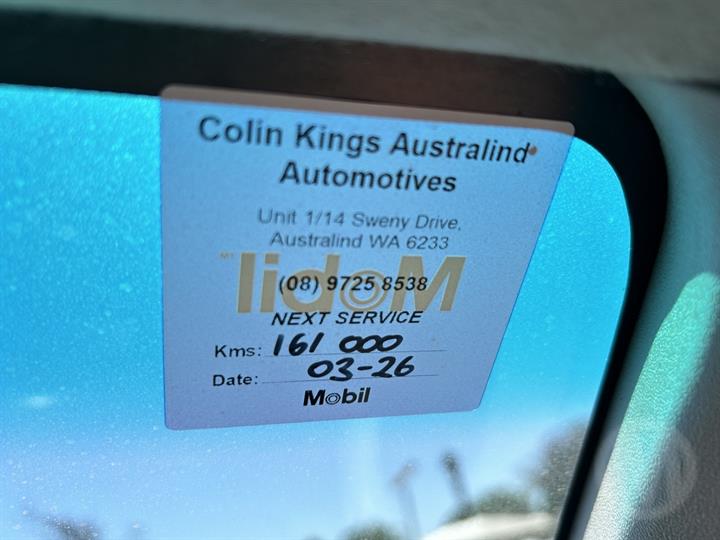 Colin Kings Australind
Automotives
Unit 1/14 Sweny Drive,
Australind WA 6233
Mobil™
(08) 9725 8538
NEXT SERVICE
Kms: 161 000
Date: 03-26
Mobil